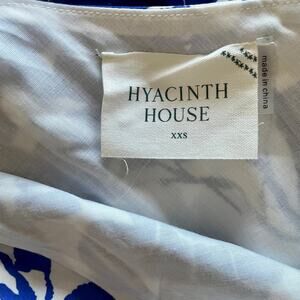 HYACINTH
HOUSE
XXS
made in china